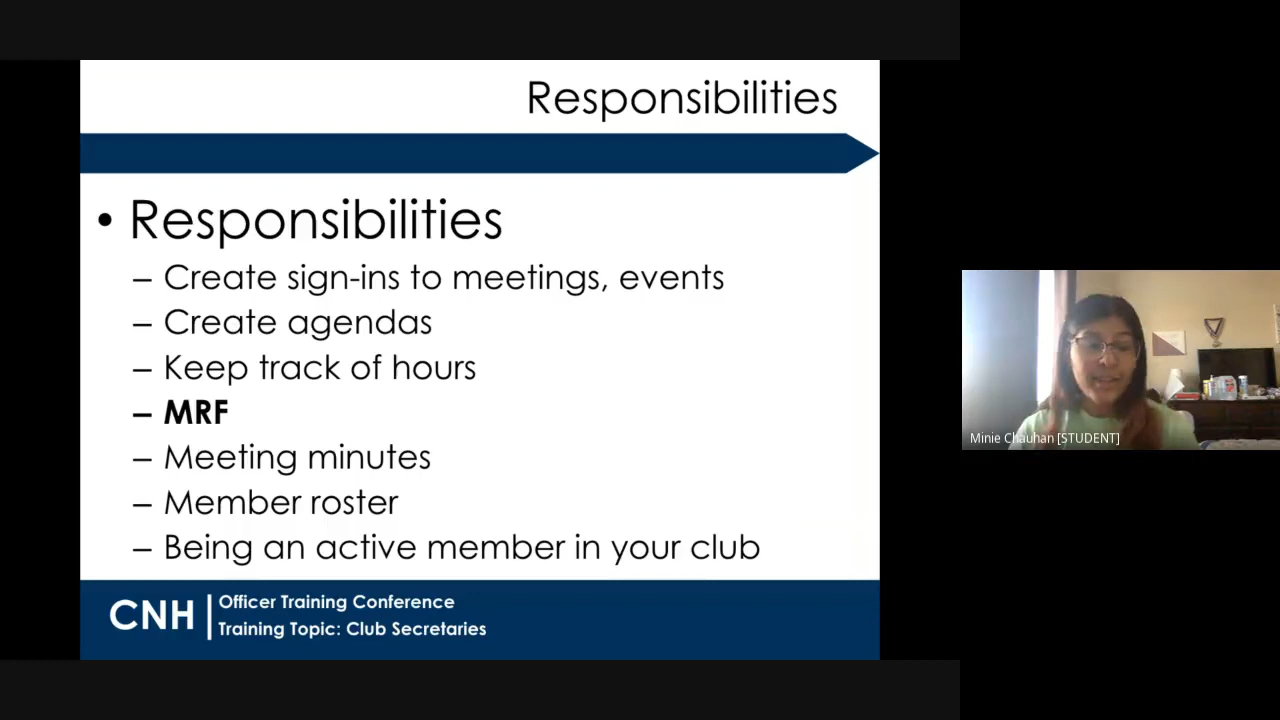 Responsibilities
• Responsibilities
– Create sign-ins to meetings, events
– Create agendas
– Keep track of hours
– MRF
– Meeting minutes
– Member roster
– Being an active member in your club
CNH
Officer Training Conference
Training Topic: Club Secretaries
Minie Chauhan [STUDENT]